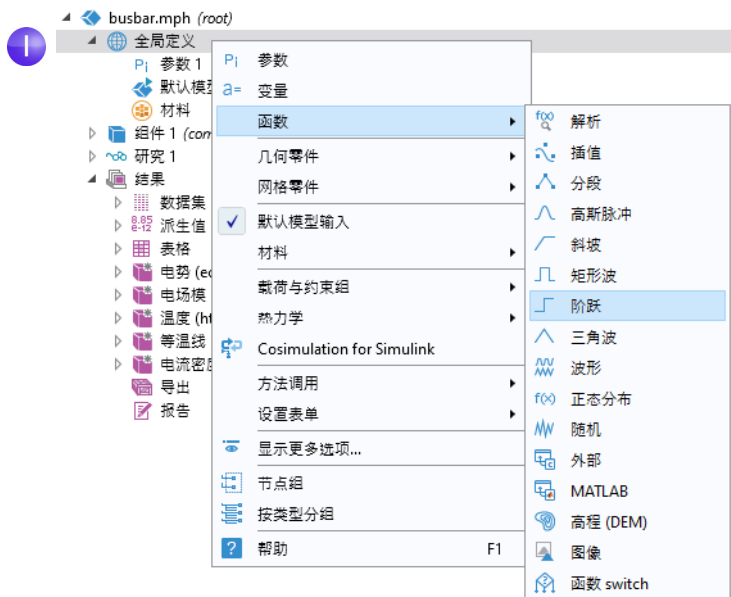 busbar.mph (root)
I
全局定义
Pi 参数 1
默认模型
材料
组件 1 (com
研究 1
结果
数据集
8.85 e-12 派生值
表格
电势 (ec
电场模
温度 (ht
等温线
电流密度
导出
报告
Pi 参数
a= 变量
函数
几何零件
网格零件
默认模型输入
材料
载荷与约束组
热力学
Cosimulation for Simulink
方法调用
设置表单
显示更多选项...
节点组
按类型分组
? 帮助 F1
f(x) 解析
插值
分段
高斯脉冲
斜坡
矩形波
阶跃
三角波
波形
f(x) 正态分布
随机
外部
MATLAB
高程 (DEM)
图像
函数 switch